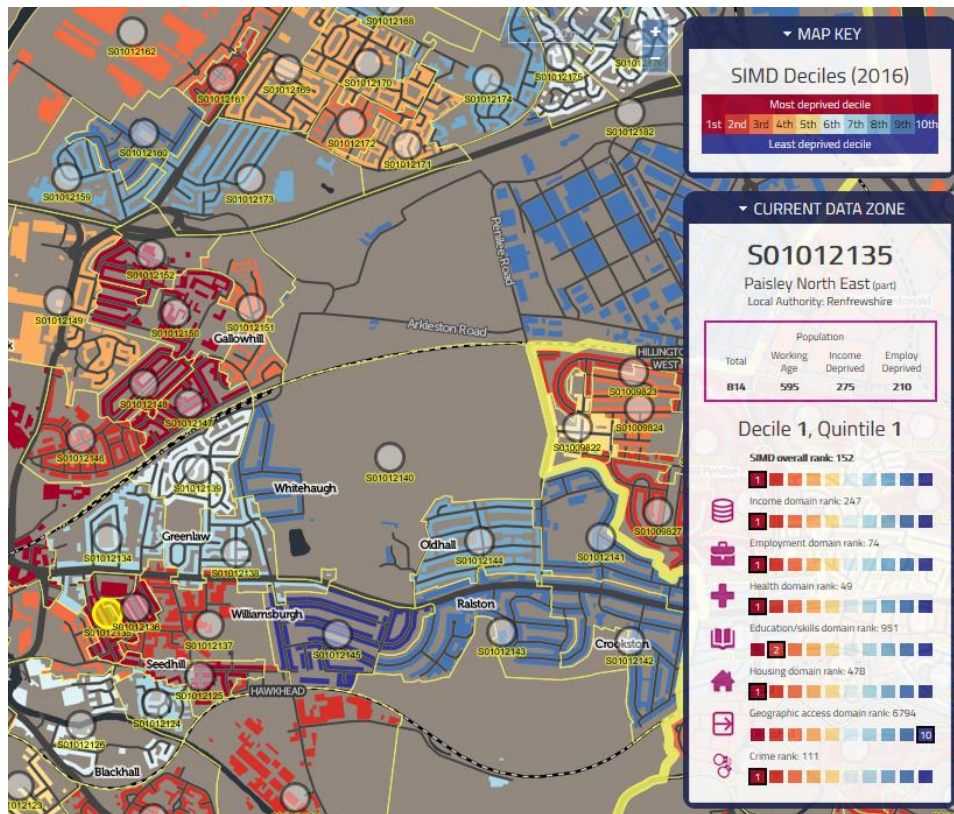 S01012168
S01012162
S01012175
S01012170
S01012169
S01012161
S01012174
S01012182
S01012172
S01012160
S01012171
S01012159
S01012173
Penilee Road
S01012152
S01012149
S01012150
S01012151
Gallowhill
Arkleston Road
HILLINGTO
WEST
S01009823
S01012148
S01012147
S01009824
S01009822
S01012146
S01012140
S01012139
Whitehaugh
S01009827
S01012134
Greenlaw
Oldhall
S01012144
S01012141
S01012138
Ralston
Williamsburgh
S01012136
S01012135
S01012137
Crookston
S01012145
S01012143
S01012142
Seedhill
S01012125
HAWKHEAD
S01012124
S01012126
Blackhall
S01012123
+
MAP KEY
SIMD Deciles (2016)
Most deprived decile
1st 2nd 3rd 4th 5th 6th 7th 8th 9th 10th
Least deprived decile
CURRENT DATA ZONE
S01012135
Paisley North East (part)
Local Authority: Renfrewshire
Population
Total Working Age Income Deprived Employ Deprived
814 595 275 210
Decile 1, Quintile 1
SIMD overall rank: 152
1
Income domain rank: 247
1
Employment domain rank: 74
1
Health domain rank: 49
1
Education/skills domain rank: 951
2
Housing domain rank: 478
1
Geographic access domain rank: 6794
10
Crime rank: 111
1